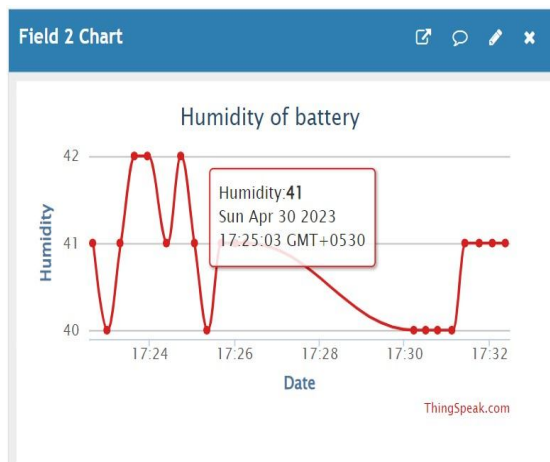 Field 2 Chart
Humidity of battery
42
41
40
Humidity
Humidity:41
Sun Apr 30 2023
17:25:03 GMT+0530
17:24
17:26
17:28
17:30
17:32
Date
ThingSpeak.com